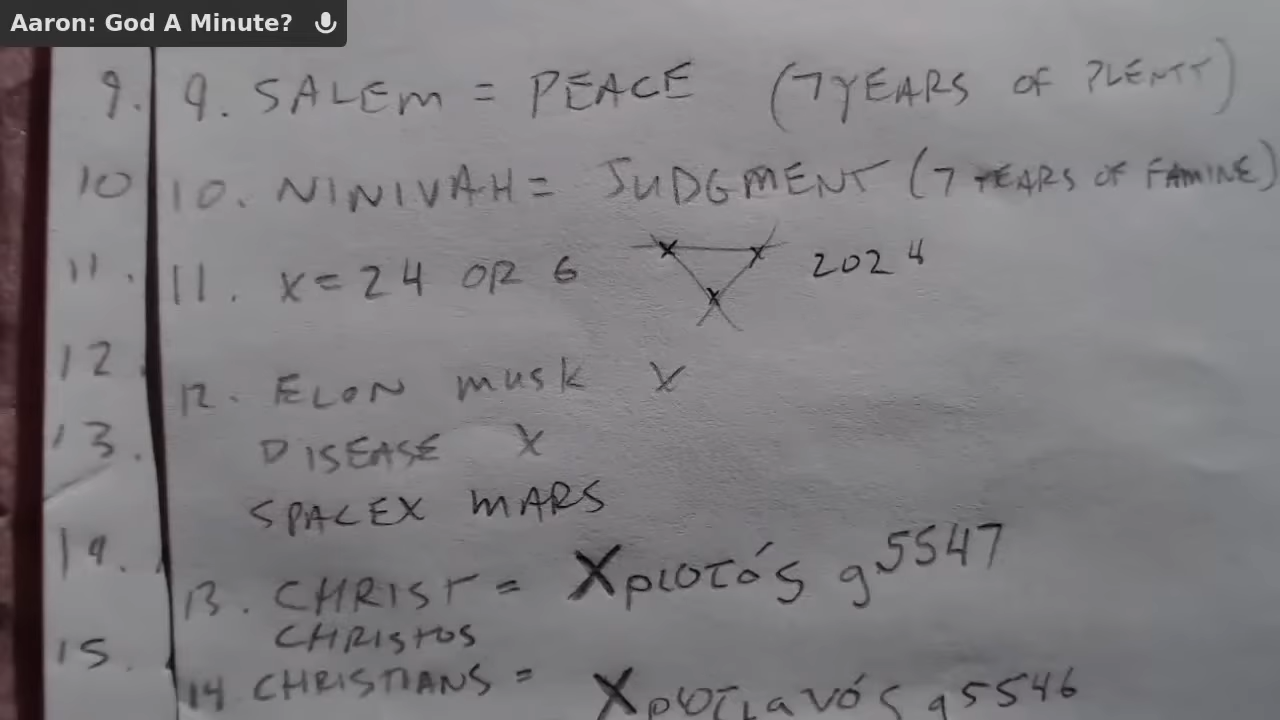 Aaron: God A Minute?
9. 9. SALEM = PEACE (7 YEARS OF PLENTY)
10 10. NINIVAH = JUDGMENT (7 YEARS OF FAMINE)
11. 11. X = 24 OR 6 X X X 2024
12. 12. ELON MUSK X
13. DISEASE X
SPACEX MARS
14. 13. CHRIST = Χριστός g5547
15. CHRISTOS
14 CHRISTIANS = Χριστιανός g5546